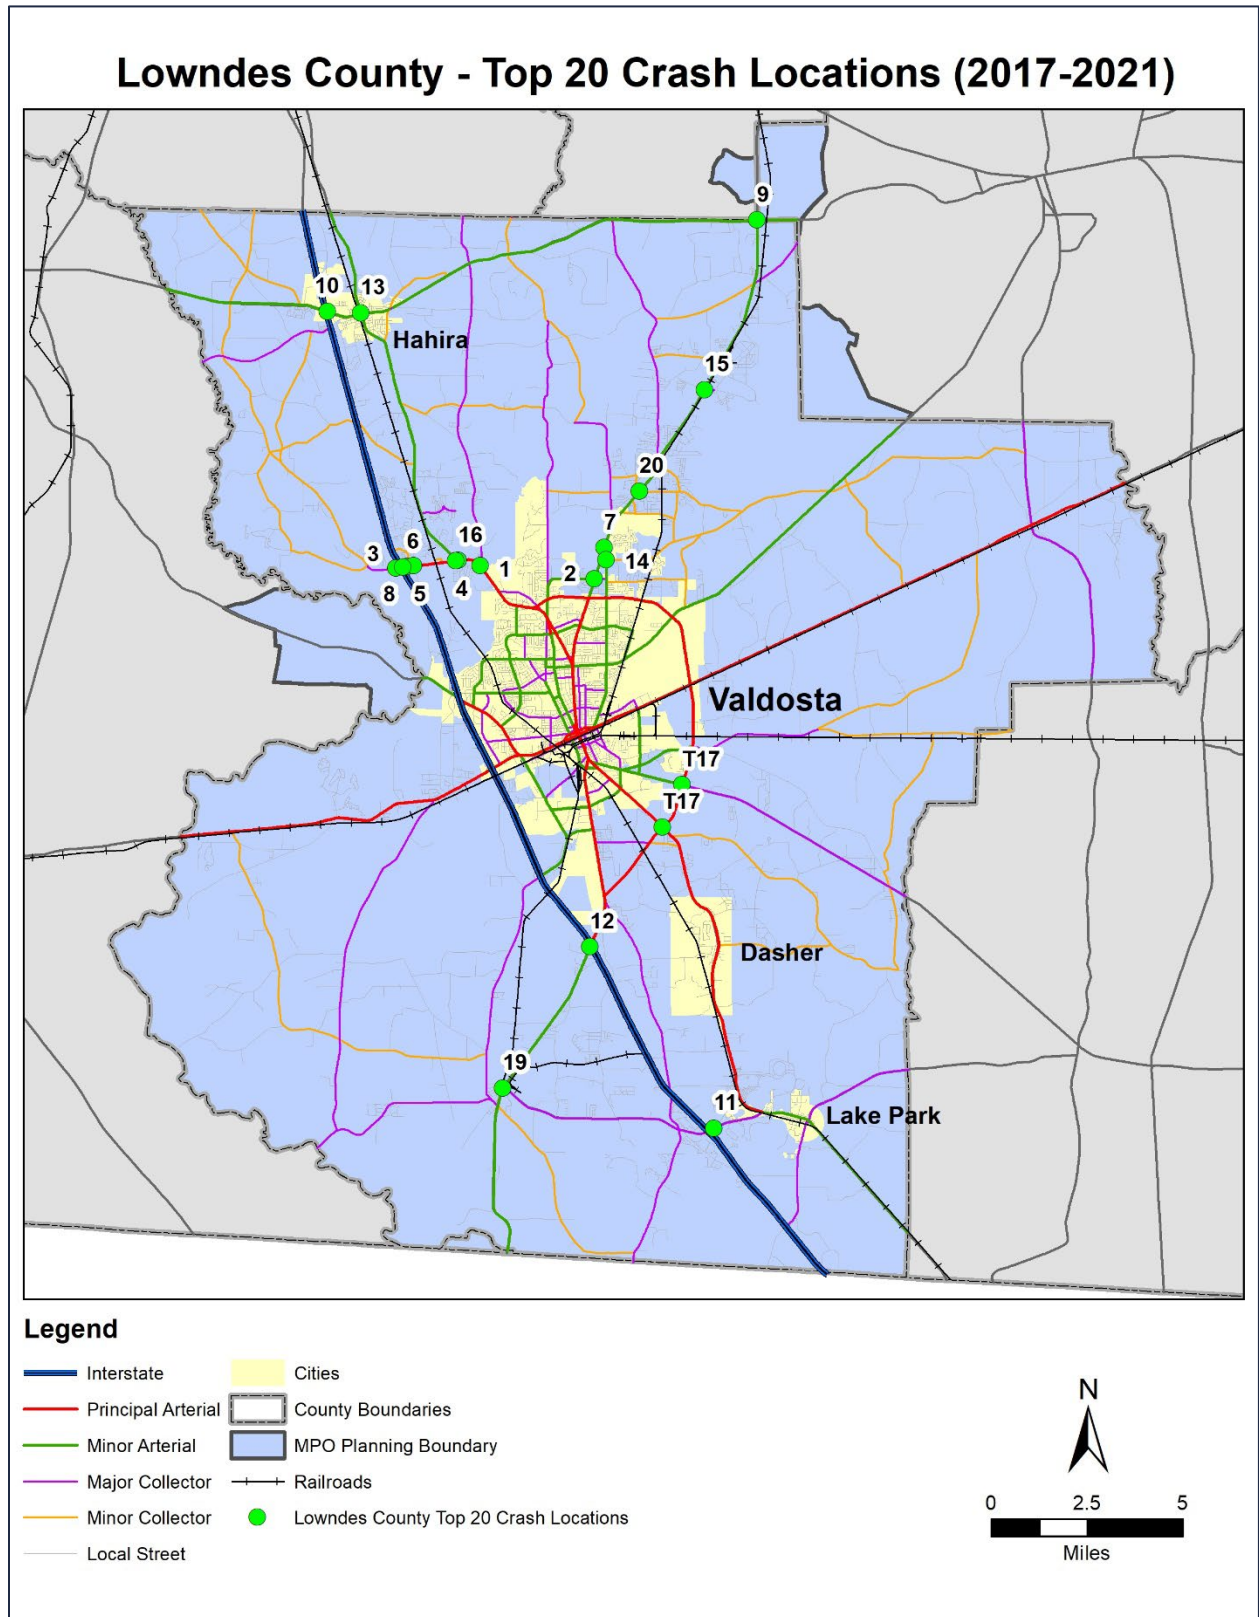 Lowndes County - Top 20 Crash Locations (2017-2021)
9
10 13
Hahira
15
20
7
16
6
3
14
1
2
4
8 5
Valdosta
T17
T17
12
Dasher
19
11
Lake Park
Legend
Interstate
Principal Arterial
Minor Arterial
Major Collector
Minor Collector
Local Street
Cities
County Boundaries
MPO Planning Boundary
Railroads
Lowndes County Top 20 Crash Locations
N
0 2.5 5
Miles